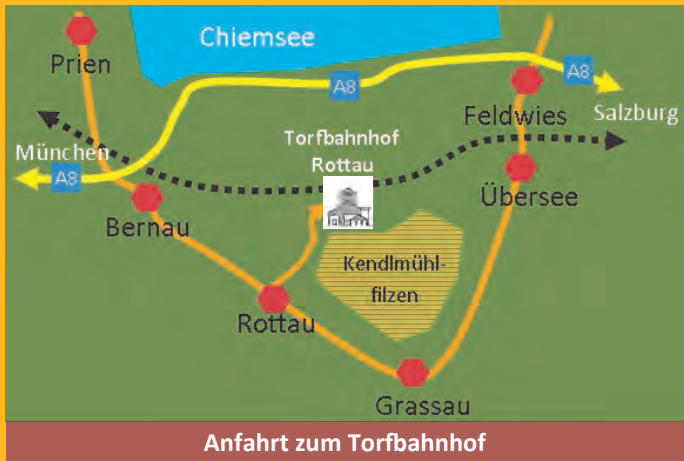 Chiemsee
Prien
A8
A8
Feldwies
Salzburg
Torfbahnhof
Rottau
München
A8
Bernau
Übersee
Kendlmühl-
filzen
Rottau
Grassau
Anfahrt zum Torfbahnhof